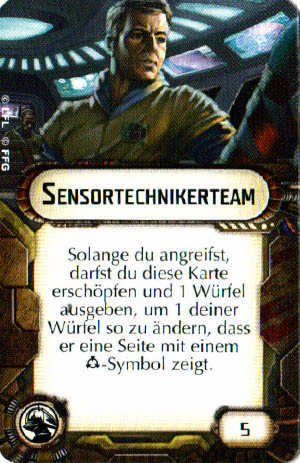 © LFL © FFG
SENSORTECHNIKERTEAM
Solange du angreifst,
darfst du diese Karte
erschöpfen und 1 Würfel
ausgeben, um 1 deiner
Würfel so zu ändern, dass
er eine Seite mit einem
-Symbol zeigt.
5